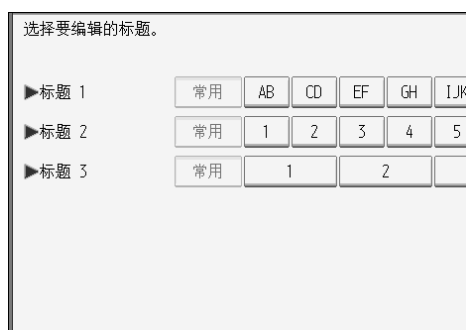 选择要编辑的标题。
▶标题 1 常用 AB CD EF GH IJK
▶标题 2 常用 1 2 3 4 5
▶标题 3 常用 1 2